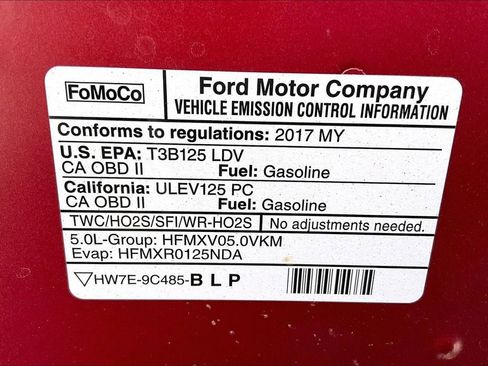 FoMoCo
Ford Motor Company
VEHICLE EMISSION CONTROL INFORMATION
Conforms to regulations: 2017 MY
U.S. EPA: T3B125 LDV
CA OBD II Fuel: Gasoline
California: ULEV125 PC
CA OBD II Fuel: Gasoline
TWC/HO2S/SFI/WR-HO2S No adjustments needed.
5.0L-Group: HFMXV05.0VKM
Evap: HFMXR0125NDA
HW7E-9C485-B L P